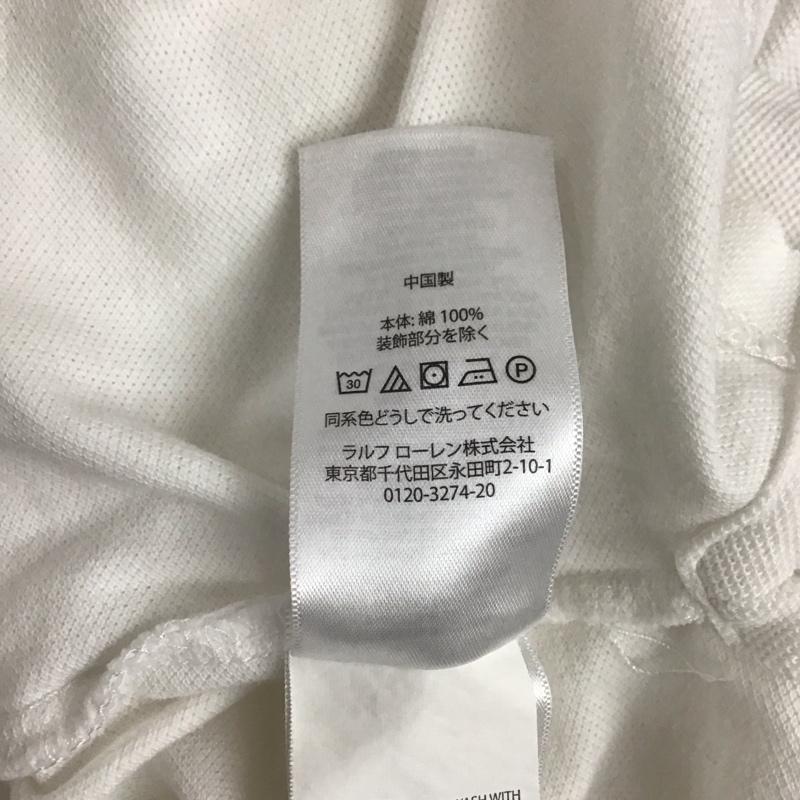 中国製
本体: 綿 100%
装飾部分を除く
30 P
同系色どうしで洗ってください
ラルフ ローレン株式会社
東京都千代田区永田町2-10-1
0120-3274-20
WASH WITH